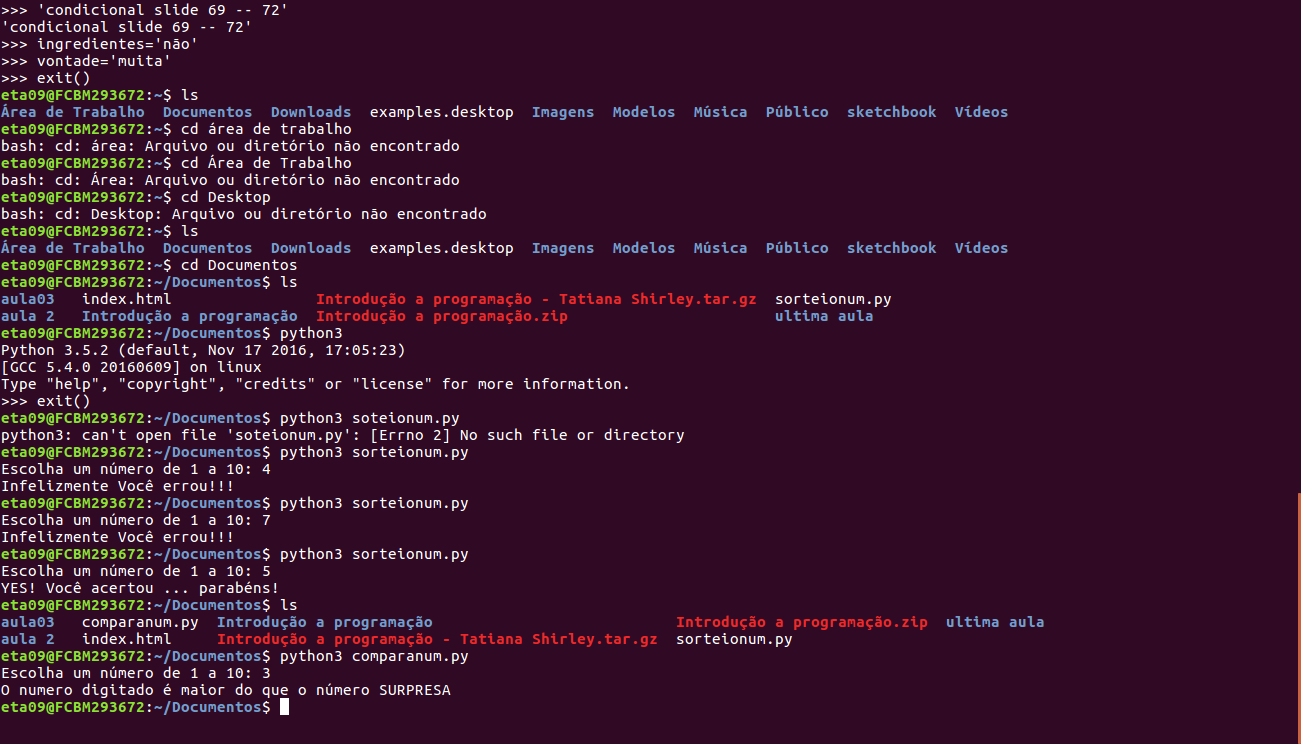 >>> 'condicional slide 69 -- 72'
'condicional slide 69 -- 72'
>>> ingredientes='não'
>>> vontade='muita'
>>> exit()
eta09@FCBM293672:~$ ls
Área de Trabalho  Documentos  Downloads  examples.desktop  Imagens  Modelos  Música  Público  sketchbook  Vídeos
eta09@FCBM293672:~$ cd área de trabalho
bash: cd: área: Arquivo ou diretório não encontrado
eta09@FCBM293672:~$ cd Área de Trabalho
bash: cd: Área: Arquivo ou diretório não encontrado
eta09@FCBM293672:~$ cd Desktop
bash: cd: Desktop: Arquivo ou diretório não encontrado
eta09@FCBM293672:~$ ls
Área de Trabalho  Documentos  Downloads  examples.desktop  Imagens  Modelos  Música  Público  sketchbook  Vídeos
eta09@FCBM293672:~$ cd Documentos
eta09@FCBM293672:~/Documentos$ ls
aula03   index.html                Introdução a programação - Tatiana Shirley.tar.gz  sorteionum.py
aula 2   Introdução a programação  Introdução a programação.zip                       ultima aula
eta09@FCBM293672:~/Documentos$ python3
Python 3.5.2 (default, Nov 17 2016, 17:05:23)
[GCC 5.4.0 20160609] on linux
Type "help", "copyright", "credits" or "license" for more information.
>>> exit()
eta09@FCBM293672:~/Documentos$ python3 soteionum.py
python3: can't open file 'soteionum.py': [Errno 2] No such file or directory
eta09@FCBM293672:~/Documentos$ python3 sorteionum.py
Escolha um número de 1 a 10: 4
Infelizmente Você errou!!!
eta09@FCBM293672:~/Documentos$ python3 sorteionum.py
Escolha um número de 1 a 10: 7
Infelizmente Você errou!!!
eta09@FCBM293672:~/Documentos$ python3 sorteionum.py
Escolha um número de 1 a 10: 5
YES! Você acertou ... parabéns!
eta09@FCBM293672:~/Documentos$ ls
aula03   comparanum.py  Introdução a programação                           Introdução a programação.zip  ultima aula
aula 2   index.html     Introdução a programação - Tatiana Shirley.tar.gz  sorteionum.py
eta09@FCBM293672:~/Documentos$ python3 comparanum.py
Escolha um número de 1 a 10: 3
O numero digitado é maior do que o número SURPRESA
eta09@FCBM293672:~/Documentos$